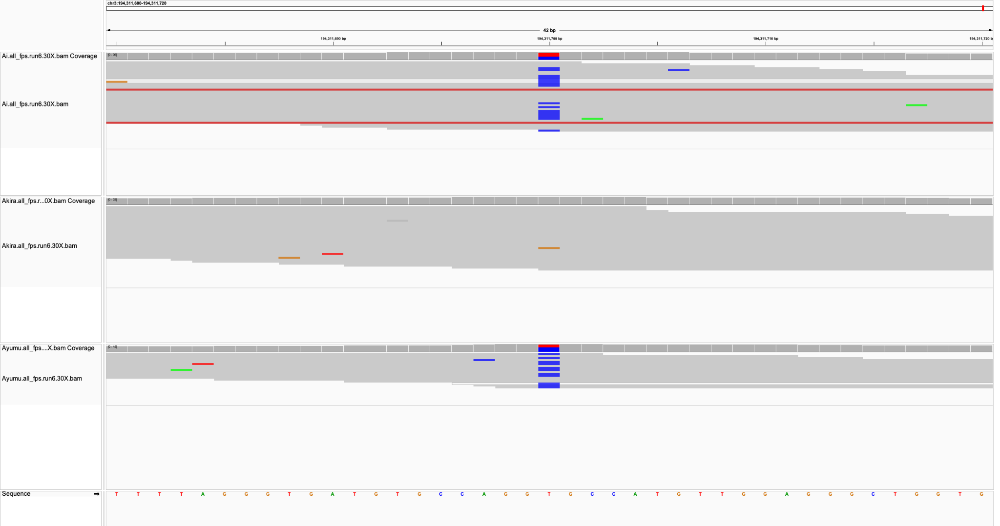 chr3:194,311,680-194,311,720
42 bp
194,311,690 bp 194,311,700 bp 194,311,710 bp 194,311,720 bp
Ai.all_fps.run6.30X.bam Coverage
[0 - 36]
Ai.all_fps.run6.30X.bam
Akira.all_fps.r...0X.bam Coverage
[0 - 33]
Akira.all_fps.run6.30X.bam
Ayumu.all_fps....X.bam Coverage
Ayumu.all_fps.run6.30X.bam
Sequence T T T T A G G G T G A T G T G C C A G G T G C C A T G T T G G A G G G C T G G T G